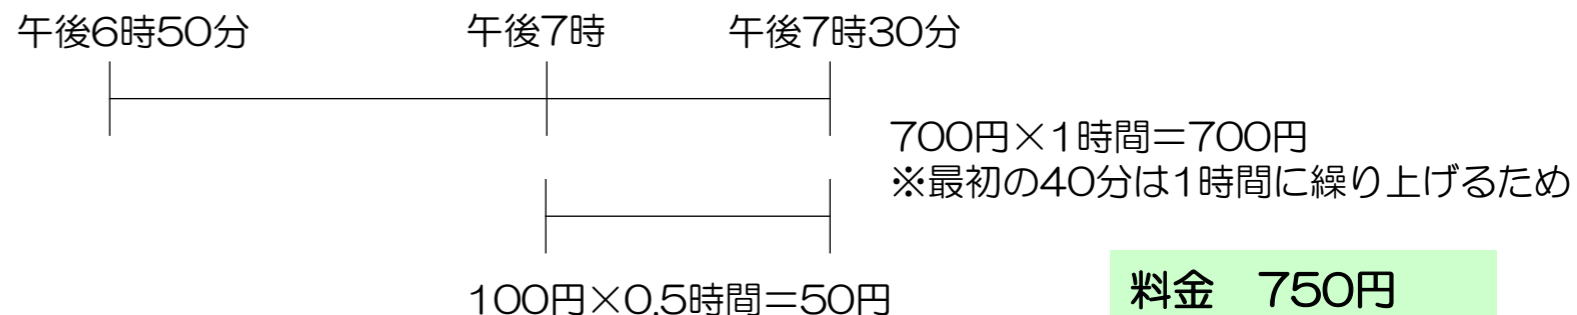 午後6時50分 午後7時 午後7時30分
700円×1時間＝700円
※最初の40分は1時間に繰り上げるため
100円×0.5時間＝50円
料金 750円